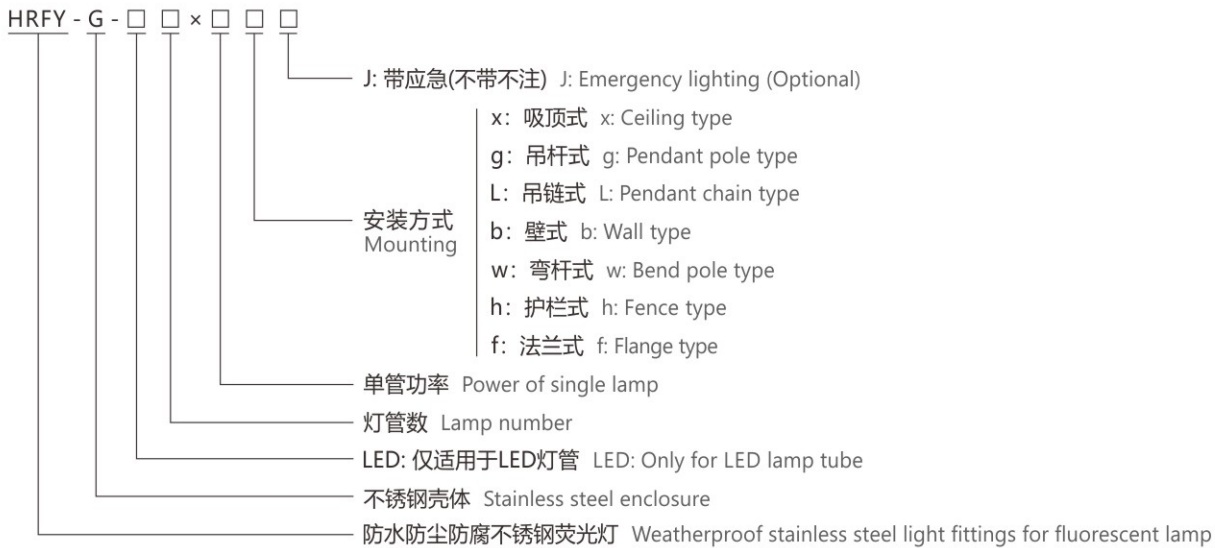 HRFY - G - □ □ × □ □ □
J: 带应急(不带不注) J: Emergency lighting (Optional)
x: 吸顶式 x: Ceiling type
g: 吊杆式 g: Pendant pole type
L: 吊链式 L: Pendant chain type
安装方式
Mounting
b: 壁式 b: Wall type
w: 弯杆式 w: Bend pole type
h: 护栏式 h: Fence type
f: 法兰式 f: Flange type
单管功率 Power of single lamp
灯管数 Lamp number
LED: 仅适用于LED灯管 LED: Only for LED lamp tube
不锈钢壳体 Stainless steel enclosure
防水防尘防腐不锈钢荧光灯 Weatherproof stainless steel light fittings for fluorescent lamp